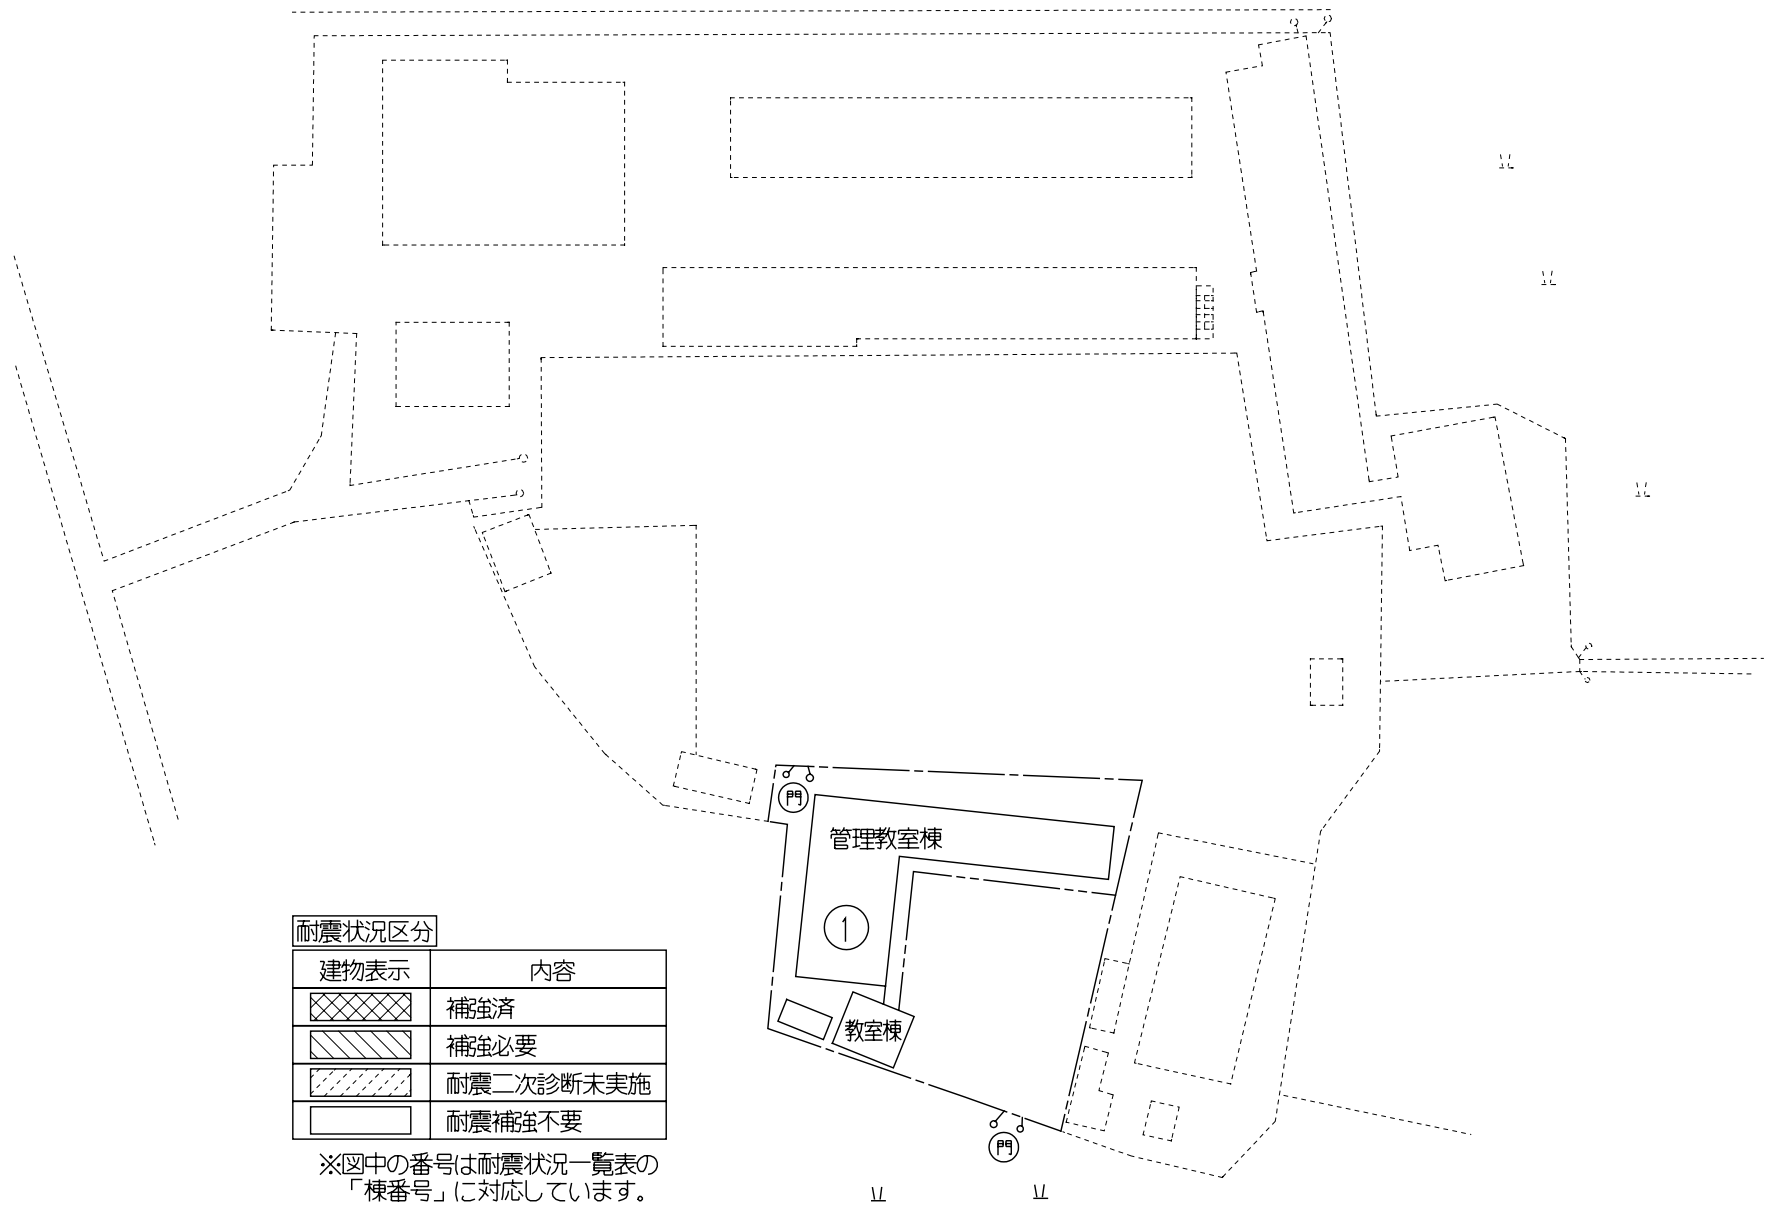 門
管理教室棟
1
教室棟
門
耐震状況区分
建物表示 内容
補強済
補強必要
耐震二次診断未実施
耐震補強不要
※図中の番号は耐震状況一覧表の
「棟番号」に対応しています。